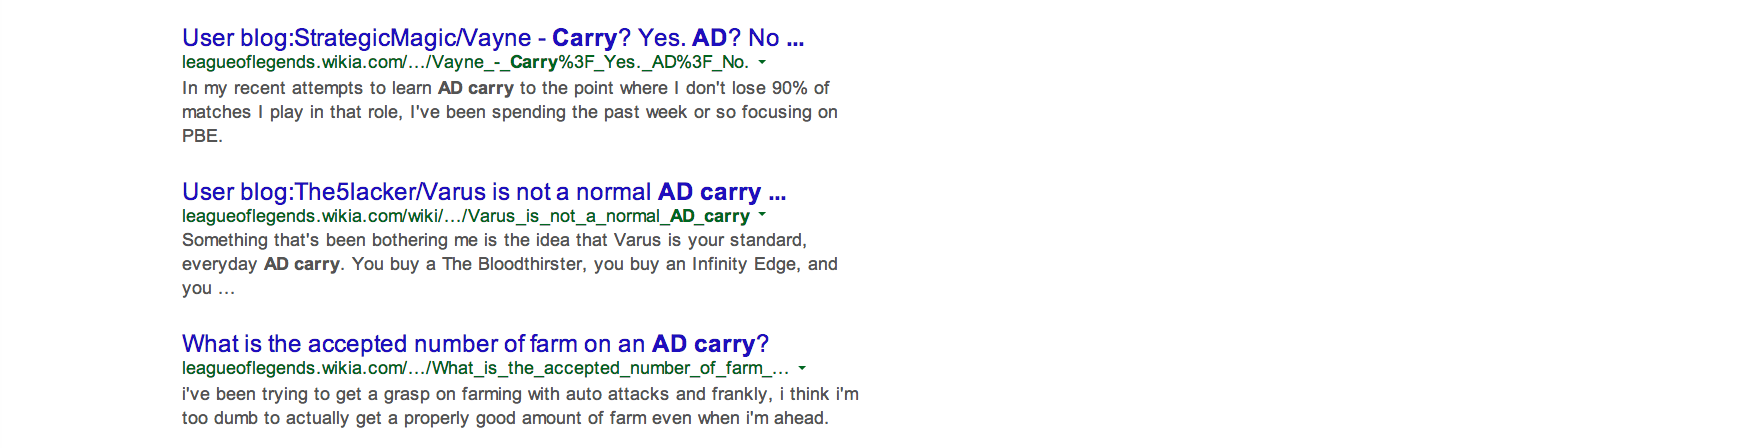 User blog:StrategicMagic/Vayne - Carry? Yes. AD? No ...
leagueoflegends.wikia.com/.../Vayne_-_Carry%3F_Yes._AD%3F_No.
In my recent attempts to learn AD carry to the point where I don't lose 90% of
matches I play in that role, I've been spending the past week or so focusing on
PBE.
User blog:The5lacker/Varus is not a normal AD carry ...
leagueoflegends.wikia.com/wiki/.../Varus_is_not_a_normal_AD_carry
Something that's been bothering me is the idea that Varus is your standard,
everyday AD carry. You buy a The Bloodthirster, you buy an Infinity Edge, and
you ...
What is the accepted number of farm on an AD carry?
leagueoflegends.wikia.com/.../What_is_the_accepted_number_of_farm_...
i've been trying to get a grasp on farming with auto attacks and frankly, i think i'm
too dumb to actually get a properly good amount of farm even when i'm ahead.